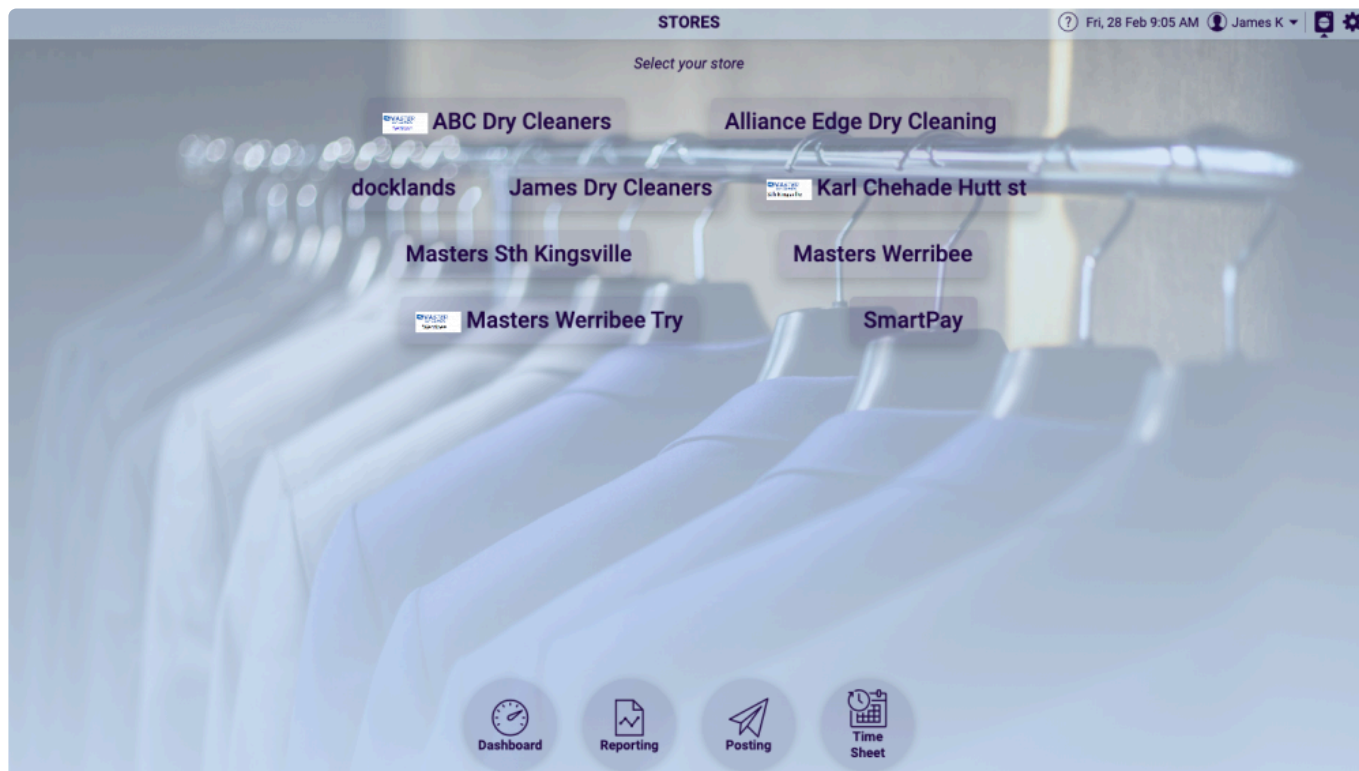 STORES
Fri, 28 Feb 9:05 AM James K
Select your store
ABC Dry Cleaners Alliance Edge Dry Cleaning
docklands James Dry Cleaners Karl Chehade Hutt st
Masters Sth Kingsville Masters Werribee
Masters Werribee Try SmartPay
Dashboard Reporting Posting Time
Sheet